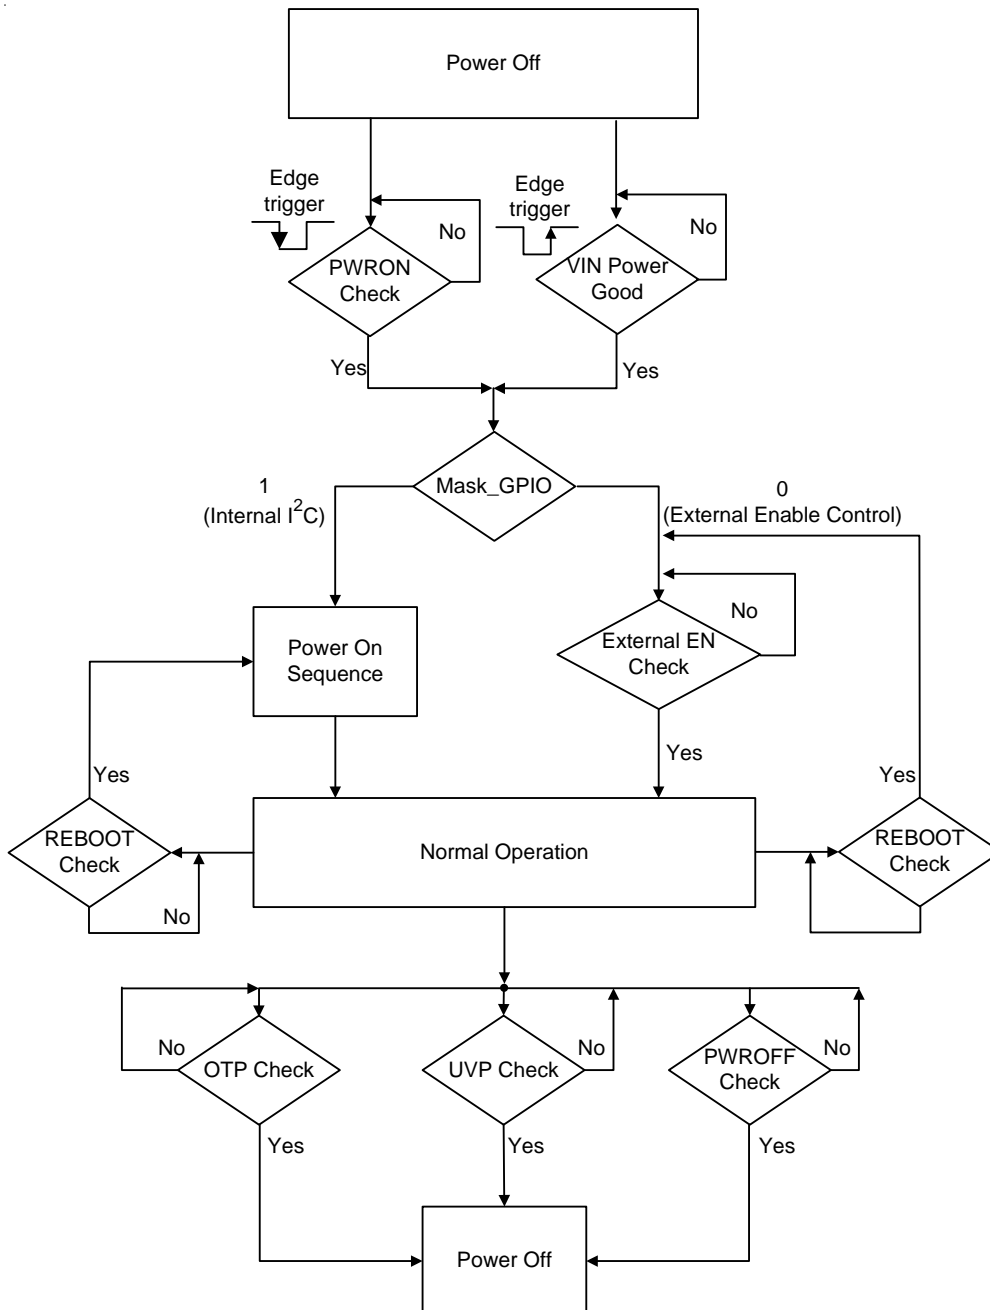 Power Off
Edge
trigger
Edge
trigger
No
No
PWRON
Check
VIN Power
Good
Yes
Yes
Mask_GPIO
1
(Internal I²C)
0
(External Enable Control)
No
Power On
Sequence
External EN
Check
Yes
Yes
Yes
REBOOT
Check
Normal Operation
REBOOT
Check
No
No
OTP Check
No
UVP Check
No
PWROFF
Check
Yes
Yes
Yes
Power Off